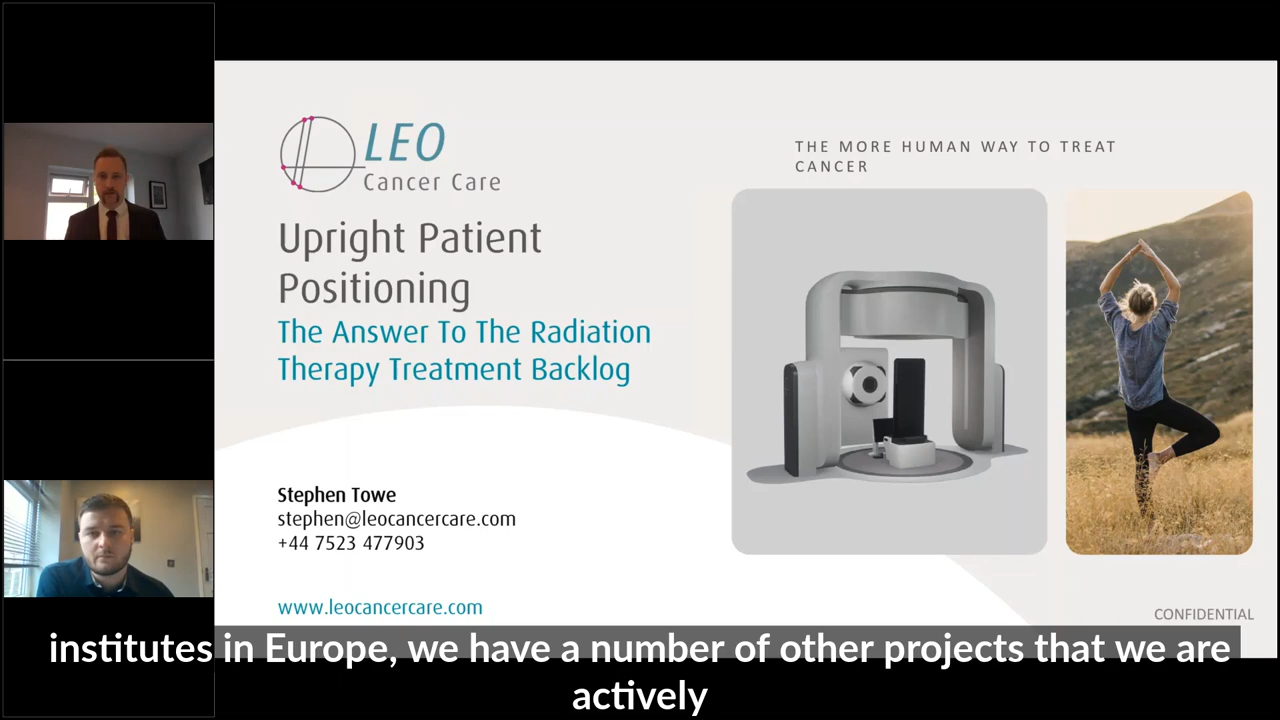 LEO
Cancer Care
THE MORE HUMAN WAY TO TREAT
CANCER
Upright Patient
Positioning
The Answer To The Radiation
Therapy Treatment Backlog
Stephen Towe
stephen@leocancercare.com
+44 7523 477903
www.leocancercare.com
CONFIDENTIAL
institutes in Europe, we have a number of other projects that we are
actively